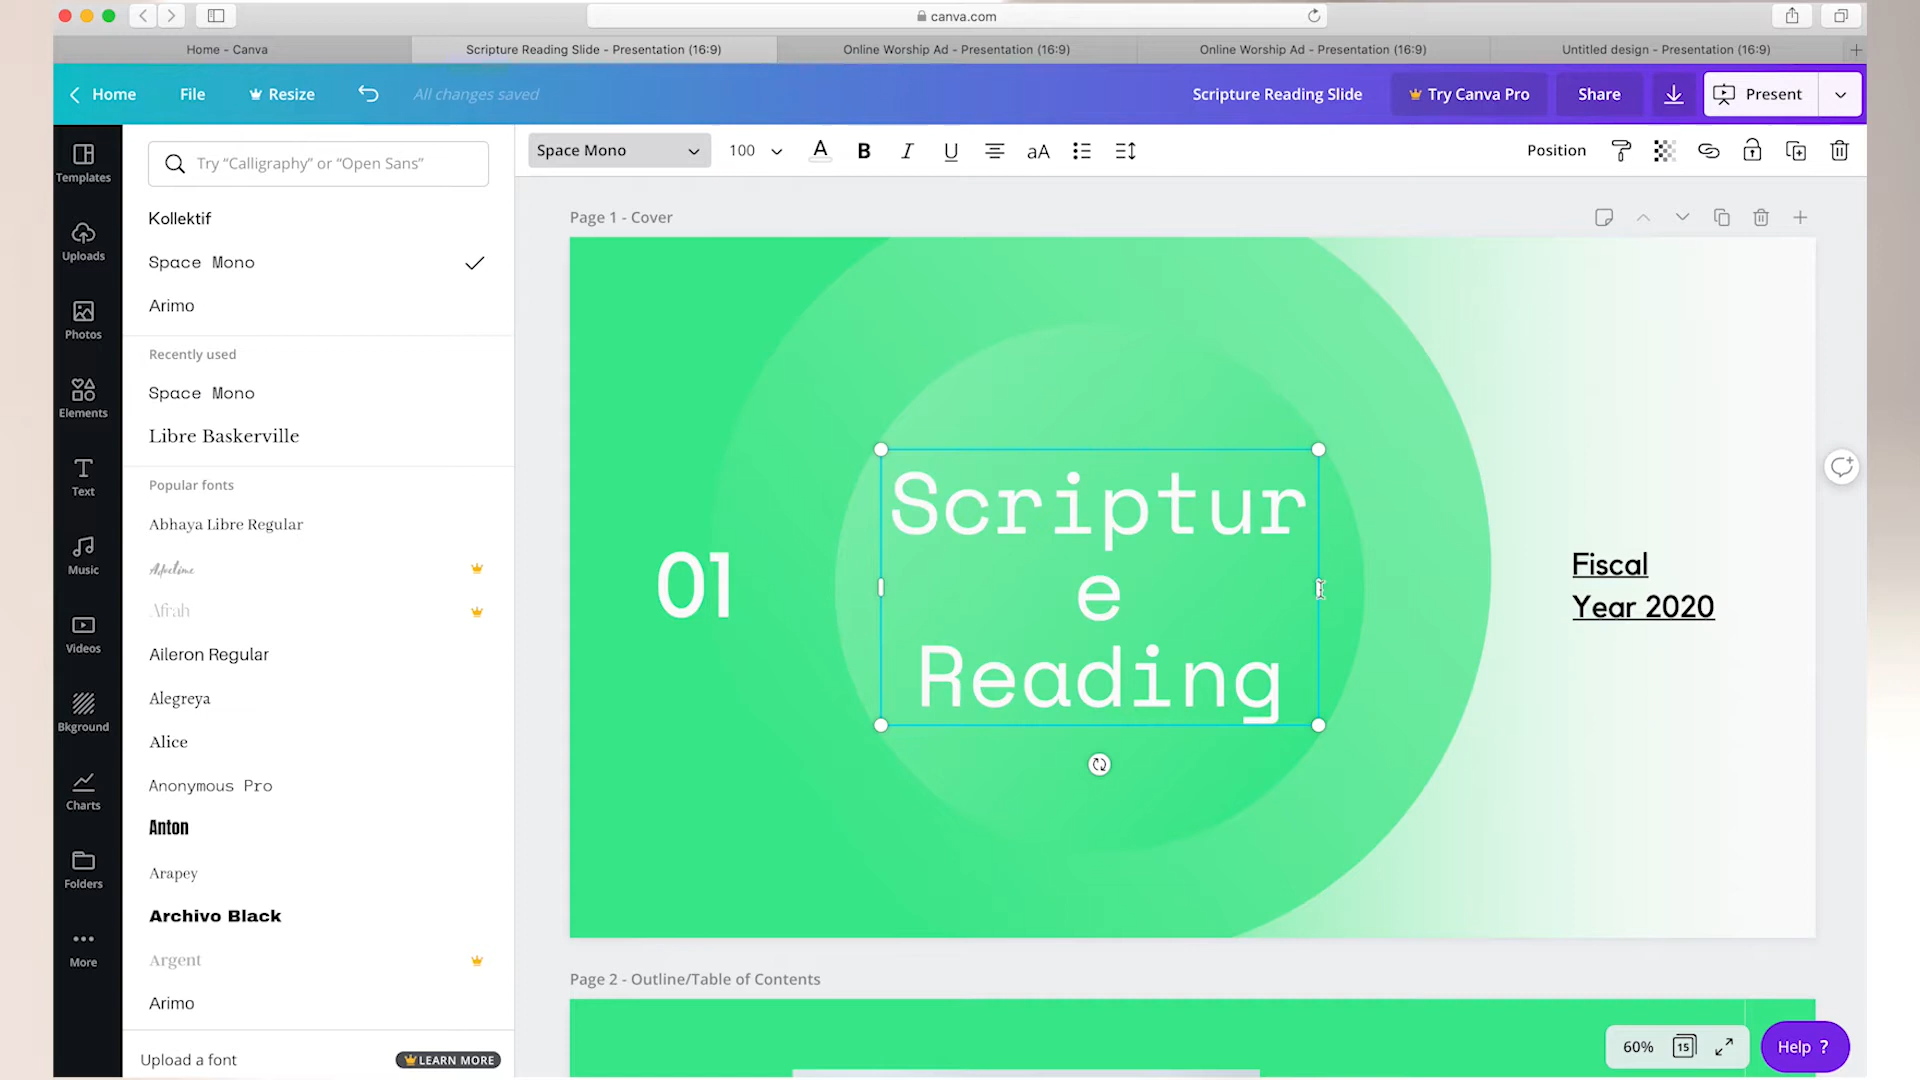 canva.com
Home - Canva
Scripture Reading Slide - Presentation (16:9)
Online Worship Ad - Presentation (16:9)
Online Worship Ad - Presentation (16:9)
Untitled design - Presentation (16:9)
Home
File
Resize
All changes saved
Scripture Reading Slide
Try Canva Pro
Share
Present
Templates
Uploads
Photos
Elements
Text
Music
Videos
Bkground
Charts
Folders
More
Try “Calligraphy” or “Open Sans”
Kollektif
Space Mono
Arimo
Recently used
Space Mono
Libre Baskerville
Popular fonts
Abhaya Libre Regular
Advetime
Afrah
Aileron Regular
Alegreya
Alice
Anonymous Pro
Anton
Arapey
Archivo Black
Argent
Arimo
Upload a font
LEARN MORE
Space Mono
100
A
B
I
U
aA
Position
Page 1 - Cover
01
Scriptur
e
Reading
Fiscal
Year 2020
Page 2 - Outline/Table of Contents
60%
15
Help ?